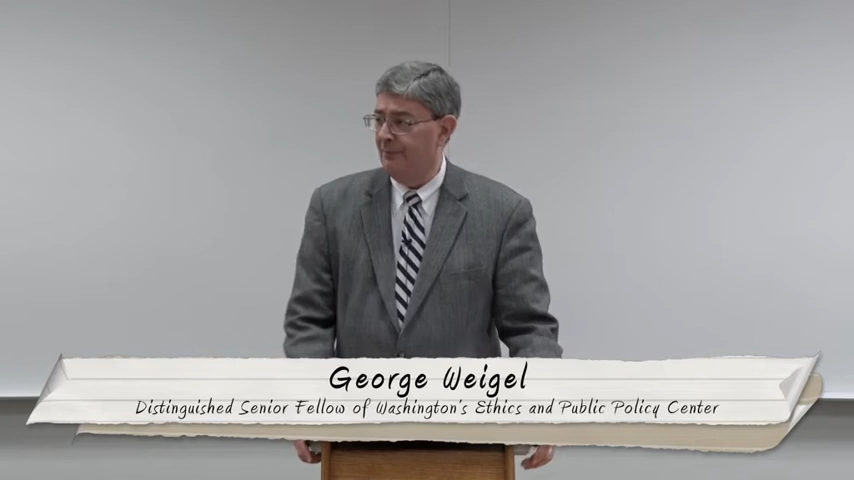 George Weigel
Distinguished Senior Fellow of Washington's Ethics and Public Policy Center